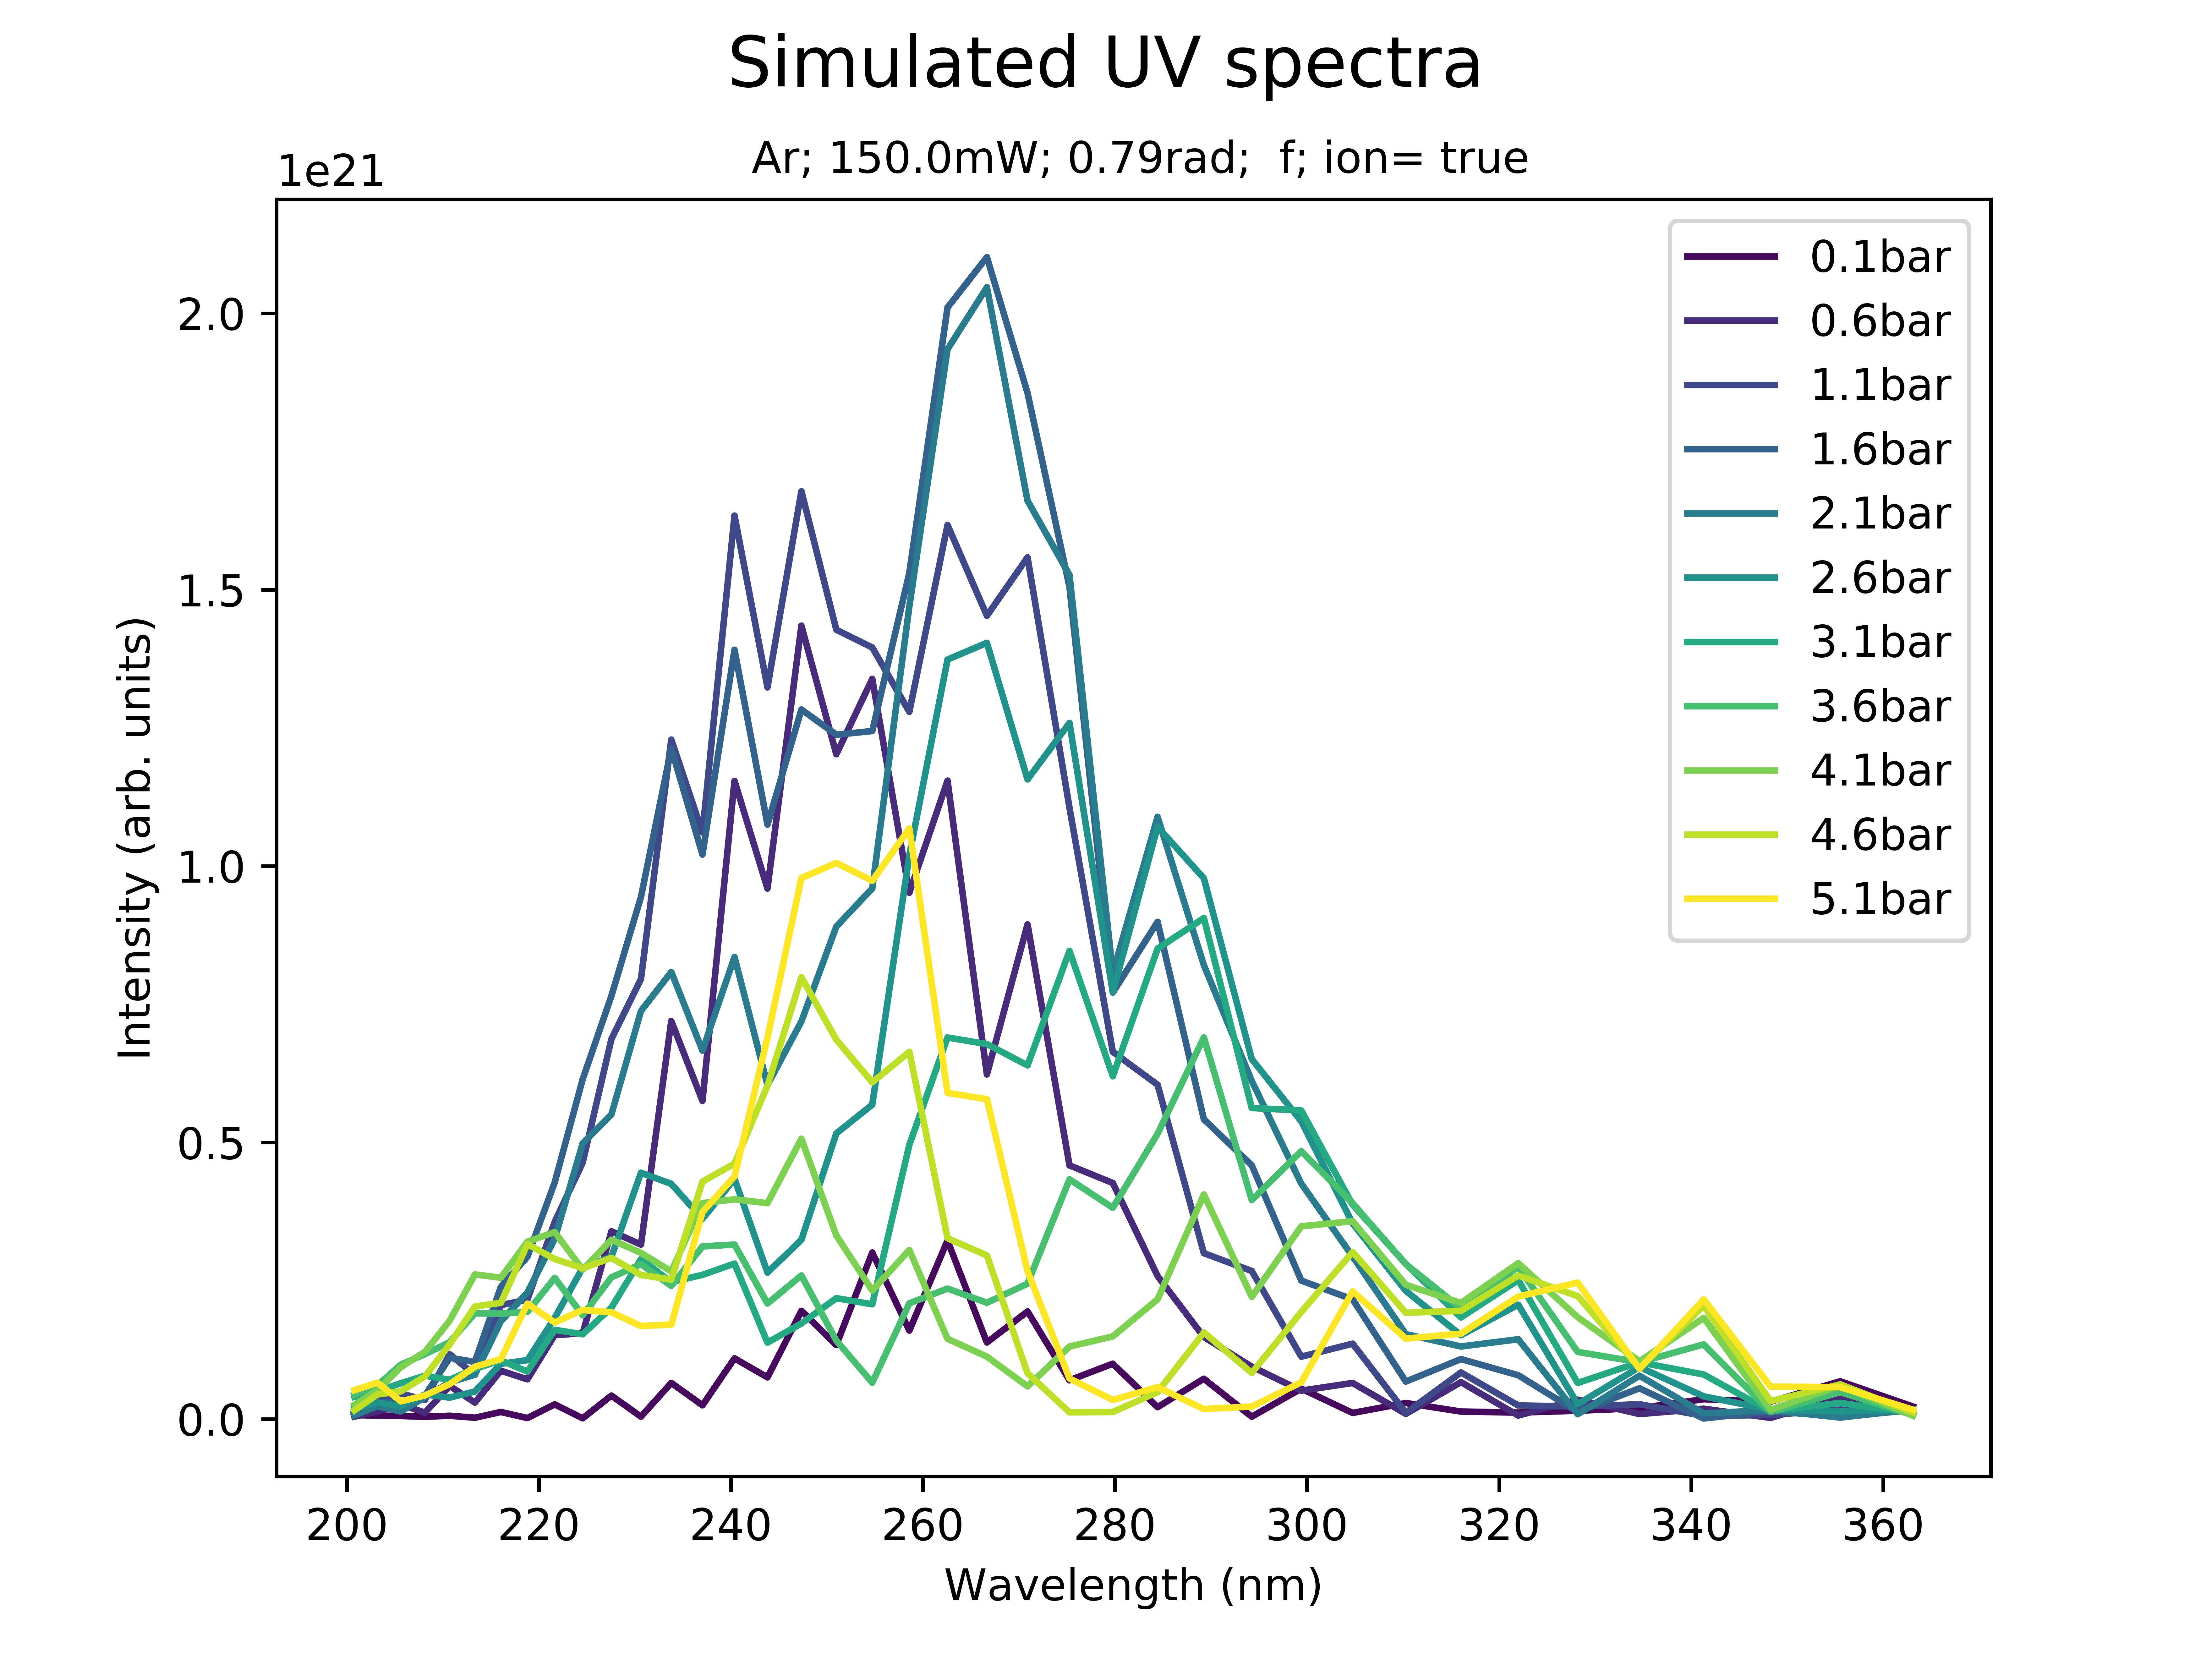 Simulated UV spectra
Ar; 150.0mW; 0.79rad;  f; ion= true
1e21
2.0
1.5
1.0
0.5
0.0
Intensity (arb. units)
0.1bar
0.6bar
1.1bar
1.6bar
2.1bar
2.6bar
3.1bar
3.6bar
4.1bar
4.6bar
5.1bar
200 220 240 260 280 300 320 340 360
Wavelength (nm)